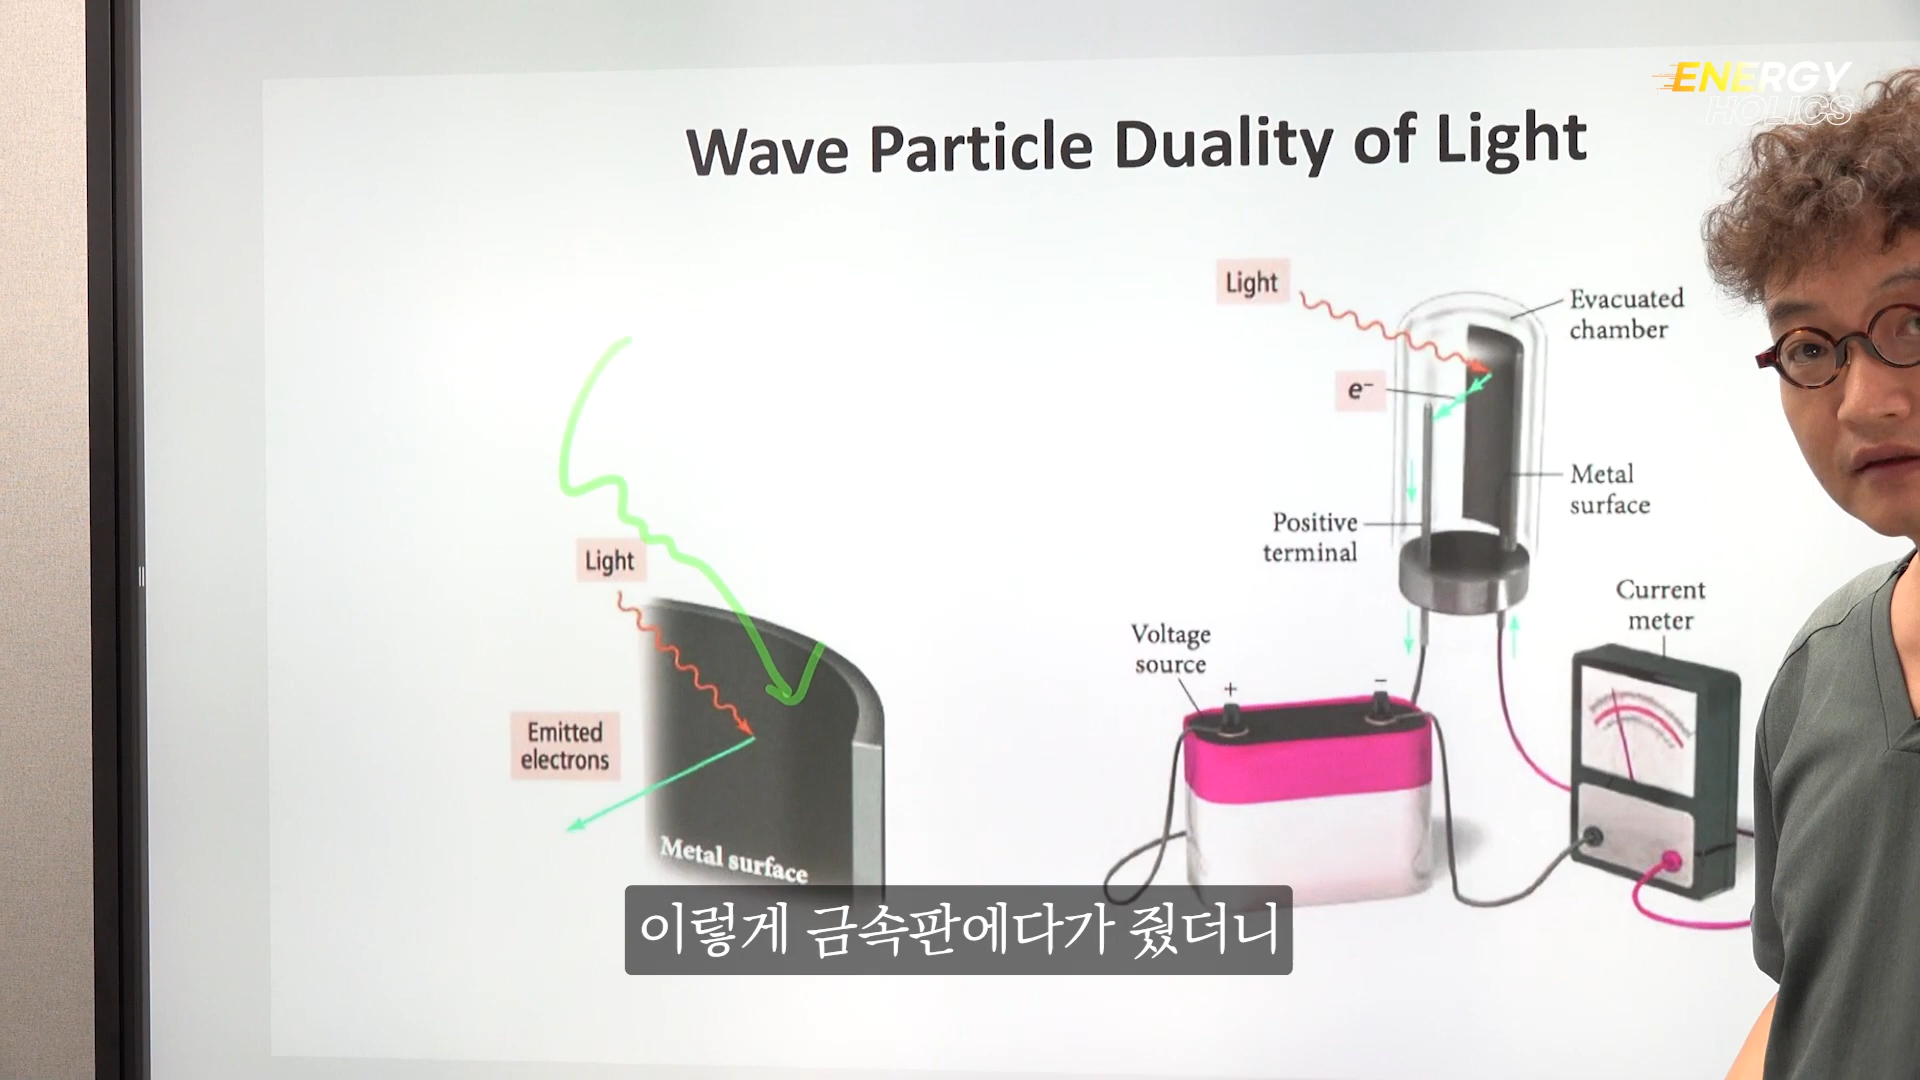 ENERGY
HOLICS
Wave Particle Duality of Light
Light
Evacuated
chamber
e⁻
Metal
surface
Positive
terminal
Light
Current
meter
Voltage
source
+
−
Emitted
electrons
Metal surface
이렇게 금속판에다가 줬더니